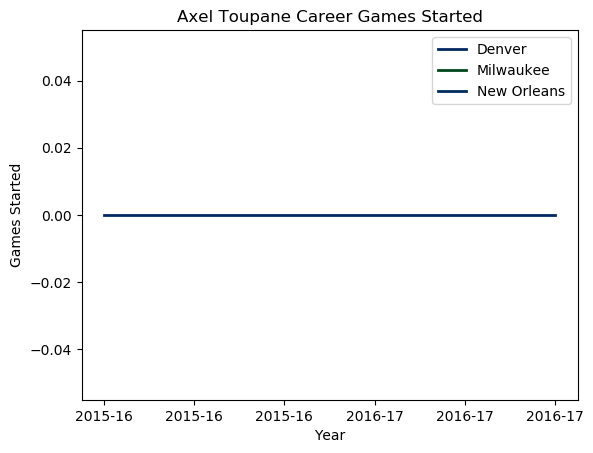 Axel Toupane Career Games Started
Denver
Milwaukee
New Orleans
0.04
0.02
0.00
−0.02
−0.04
Games Started
2015-16 2015-16 2015-16 2016-17 2016-17 2016-17
Year